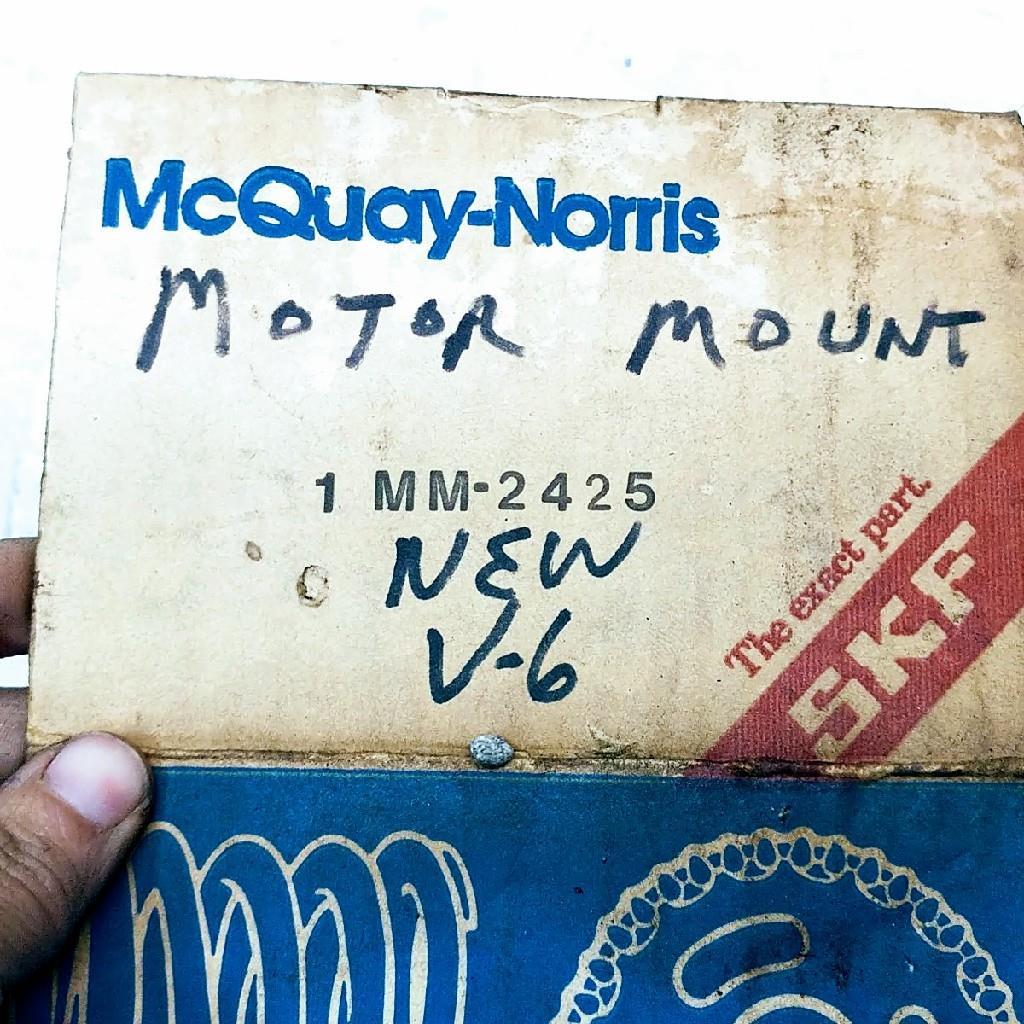 McQuay-Norris
MOTOR MOUNT
1 MM-2425
NEW
V-6
The exact part.
SKF